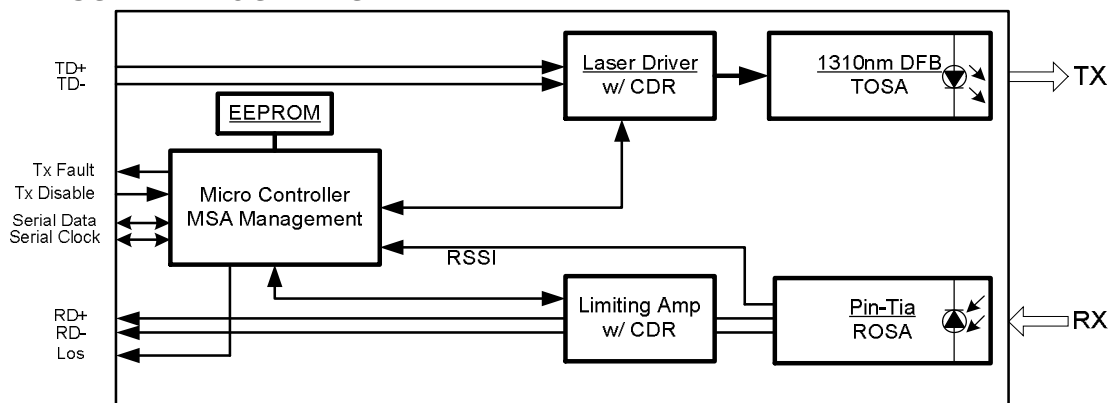 TD+
TD-
Laser Driver
w/ CDR
1310nm DFB
TOSA
TX
EEPROM
Tx Fault
Tx Disable
Serial Data
Serial Clock
Micro Controller
MSA Management
RSSI
RD+
RD-
Los
Limiting Amp
w/ CDR
Pin-Tia
ROSA
RX